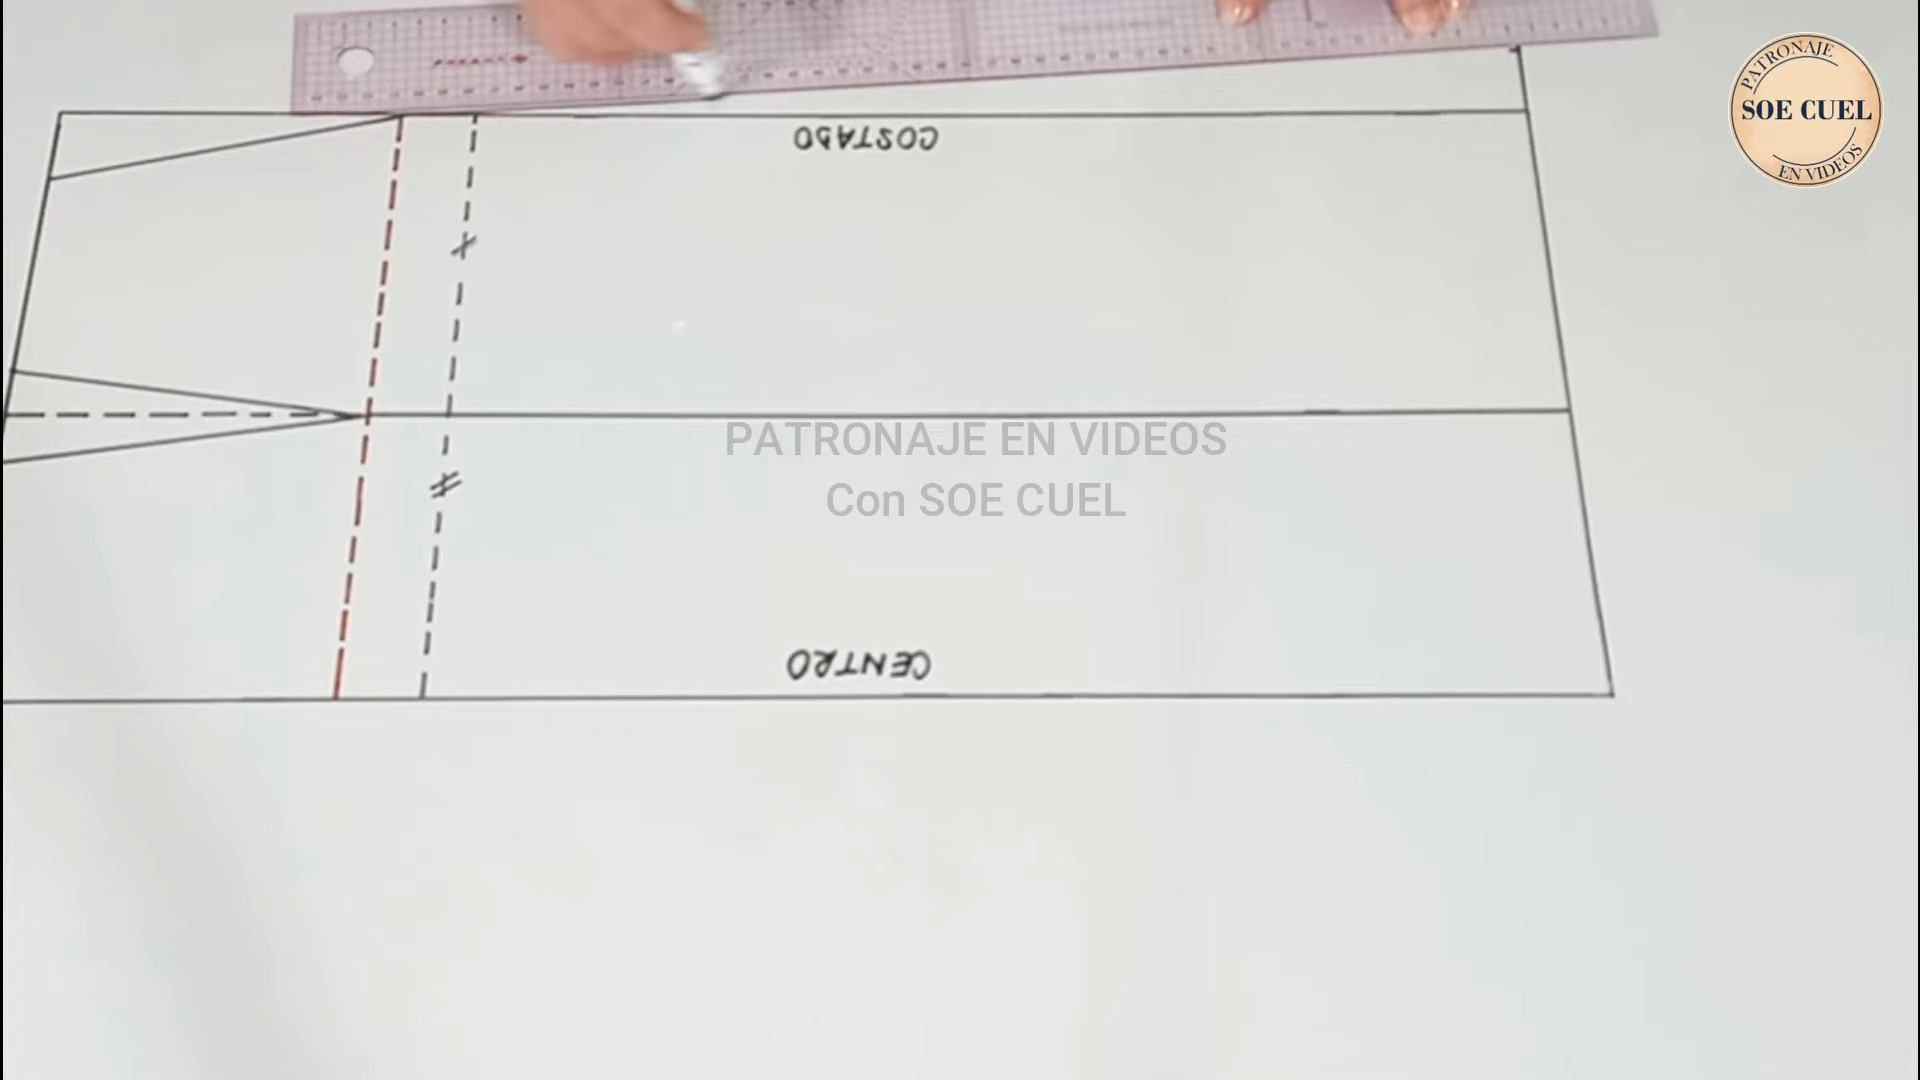 PATRONAJE
SOE CUEL
EN VIDEOS
COSTADO
PATRONAJE EN VIDEOS
Con SOE CUEL
CENTRO